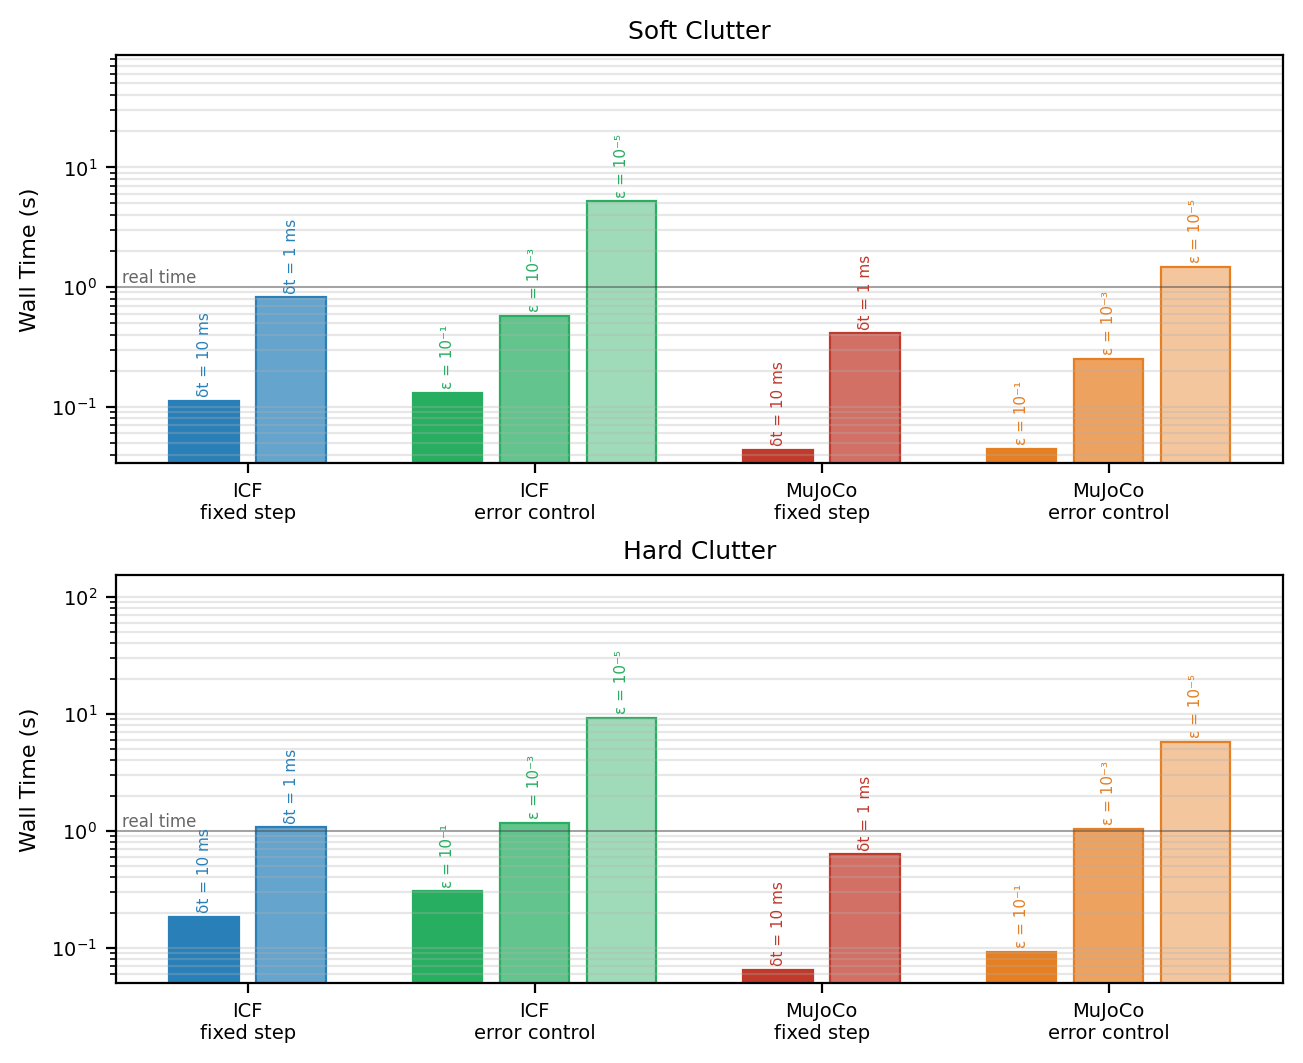 Soft Clutter
Wall Time (s)
10¹
10⁰
10⁻¹
real time
δt = 10 ms
δt = 1 ms
ε = 10⁻¹
ε = 10⁻³
ε = 10⁻⁵
δt = 10 ms
δt = 1 ms
ε = 10⁻¹
ε = 10⁻³
ε = 10⁻⁵
ICF
fixed step
ICF
error control
MuJoCo
fixed step
MuJoCo
error control
Hard Clutter
Wall Time (s)
10²
10¹
10⁰
10⁻¹
real time
δt = 10 ms
δt = 1 ms
ε = 10⁻¹
ε = 10⁻³
ε = 10⁻⁵
δt = 10 ms
δt = 1 ms
ε = 10⁻¹
ε = 10⁻³
ε = 10⁻⁵
ICF
fixed step
ICF
error control
MuJoCo
fixed step
MuJoCo
error control